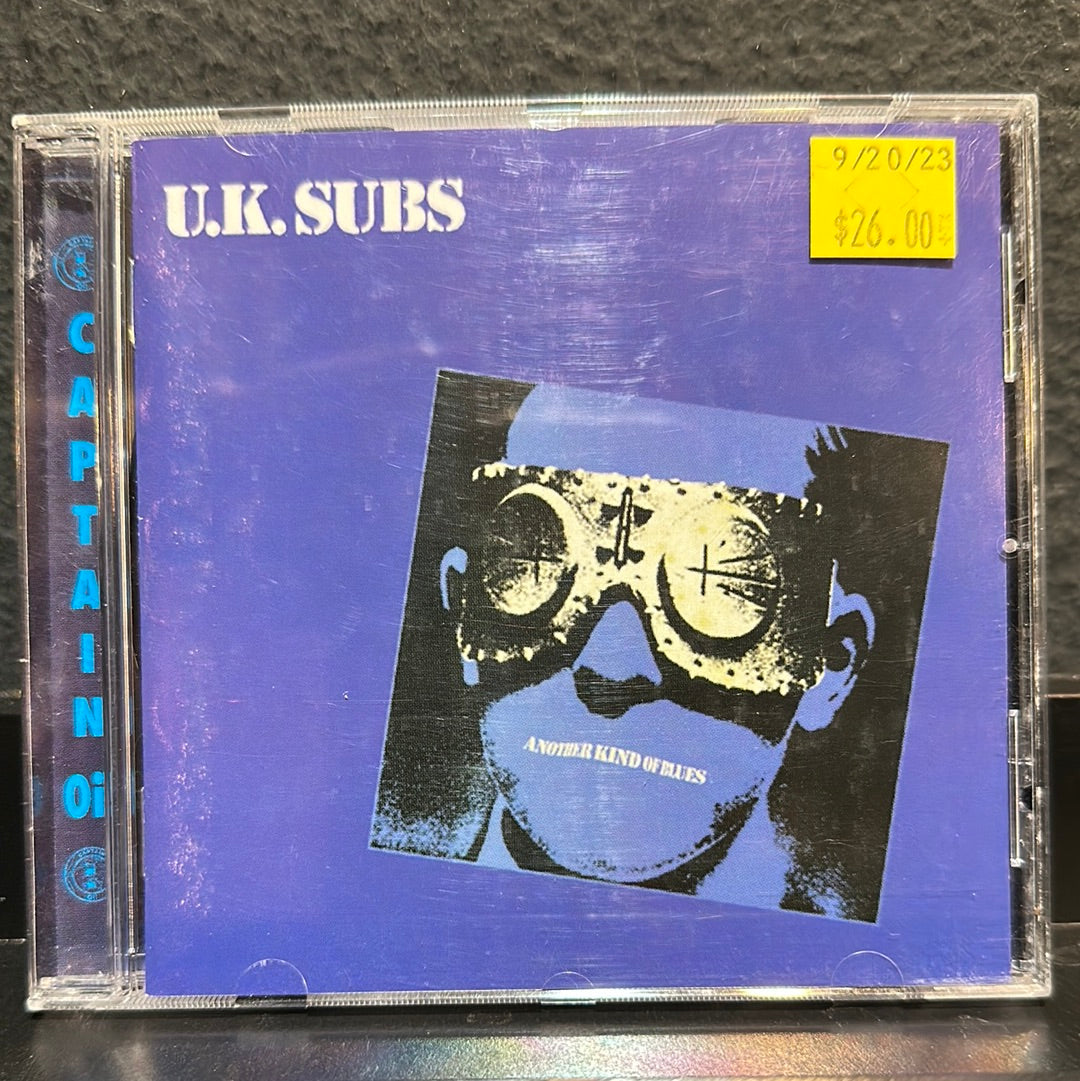 U.K. SUBS
9/20/23
$26.00
CAPTAIN Oi
ANOTHER KIND OF BLUES